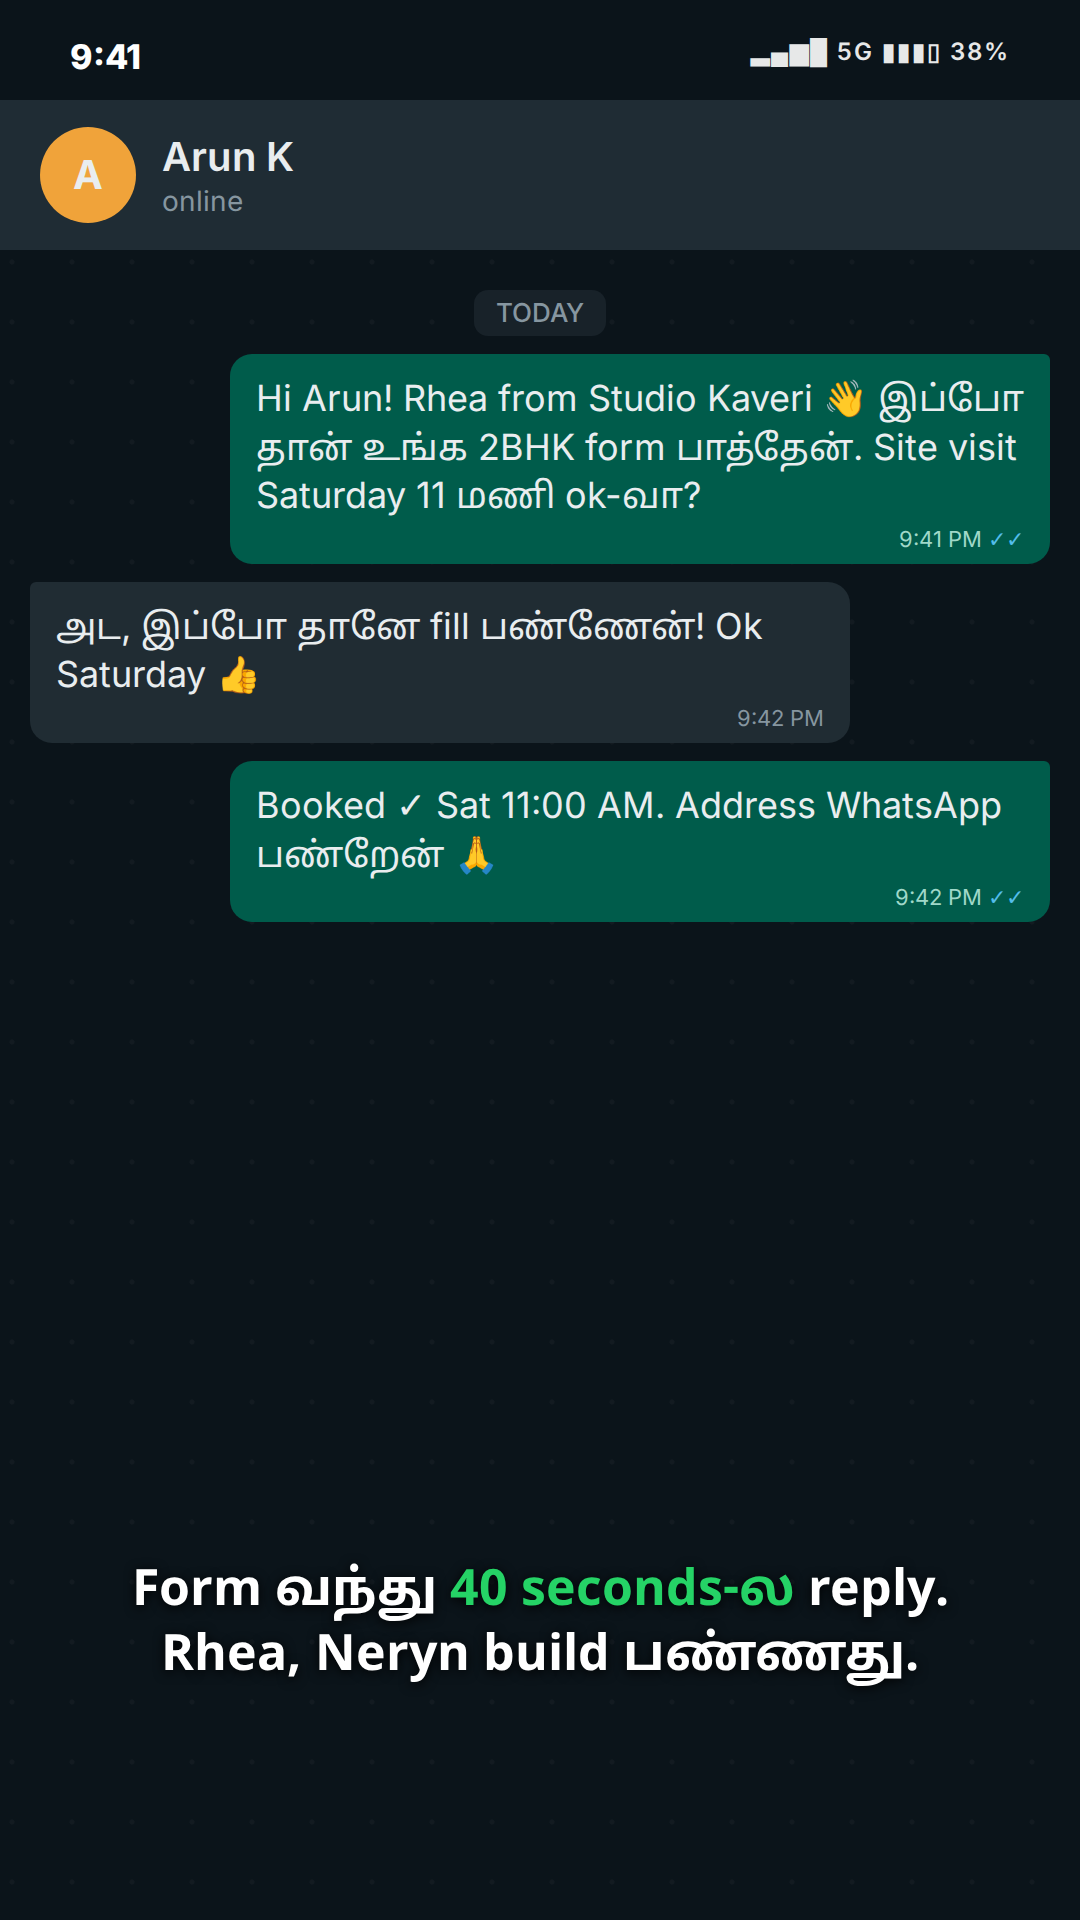 9:41
5G 38%
A
Arun K
online
TODAY
Hi Arun! Rhea from Studio Kaveri 👋 இப்போ
தான் உங்க 2BHK form பாத்தேன். Site visit
Saturday 11 மணி ok-வா?
9:41 PM ✓✓
அட, இப்போ தானே fill பண்ணேன்! Ok
Saturday 👍
9:42 PM
Booked ✓ Sat 11:00 AM. Address WhatsApp
பண்றேன் 🙏
9:42 PM ✓✓
Form வந்து 40 seconds-ல reply.
Rhea, Neryn build பண்ணது.